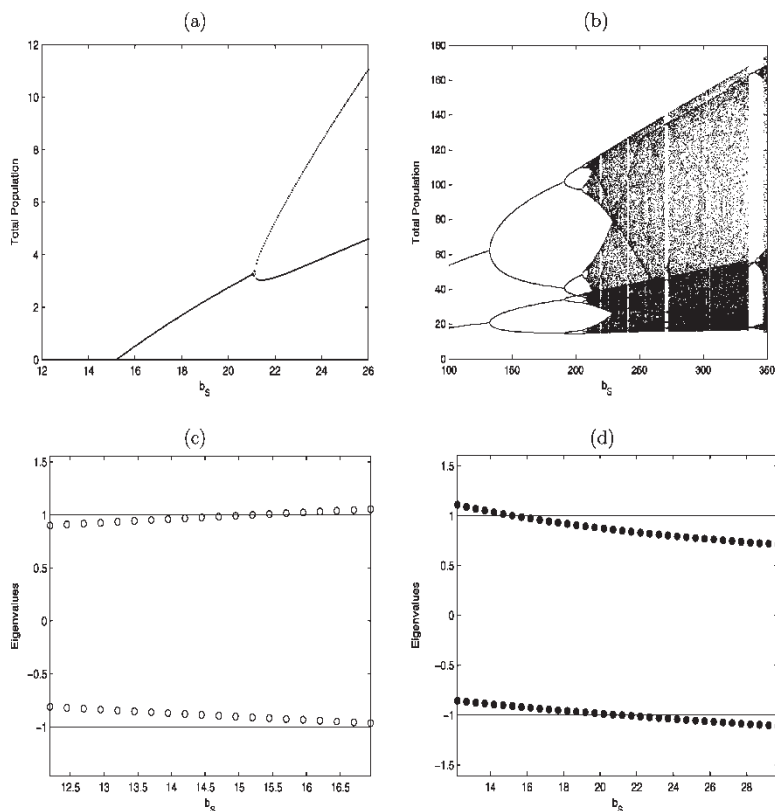 (a)
12
10
8
6
4
2
0
Total Population
12 14 16 18 20 22 24 26
b_S
(b)
180
160
140
120
100
80
60
40
20
0
Total Population
100 150 200 250 300 350
b_S
(c)
1.5
1
0.5
0
−0.5
−1
Eigenvalues
12.5 13 13.5 14 14.5 15 15.5 16 16.5
b_S
(d)
1.5
1
0.5
0
−0.5
−1
−1.5
Eigenvalues
14 16 18 20 22 24 26 28
b_S